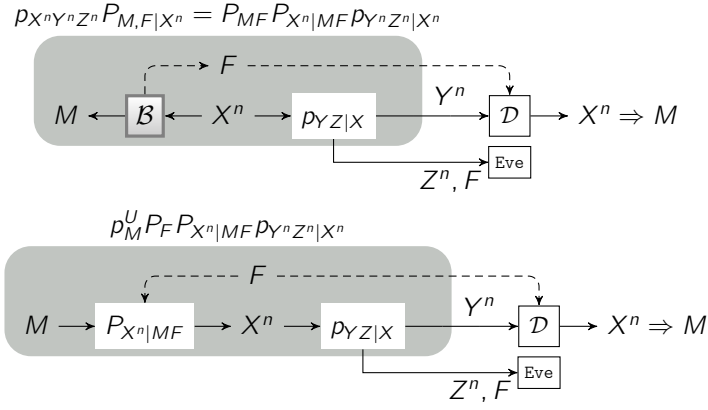 p_{X^nY^nZ^n}P_{M,F|X^n} = P_{MF}P_{X^n|MF}p_{Y^nZ^n|X^n}
F
Y^n
M B X^n p_{YZ|X} D X^n ⇒ M
Eve
Z^n, F
p_M^U P_F P_{X^n|MF} p_{Y^nZ^n|X^n}
F
Y^n
M P_{X^n|MF} X^n p_{YZ|X} D X^n ⇒ M
Eve
Z^n, F